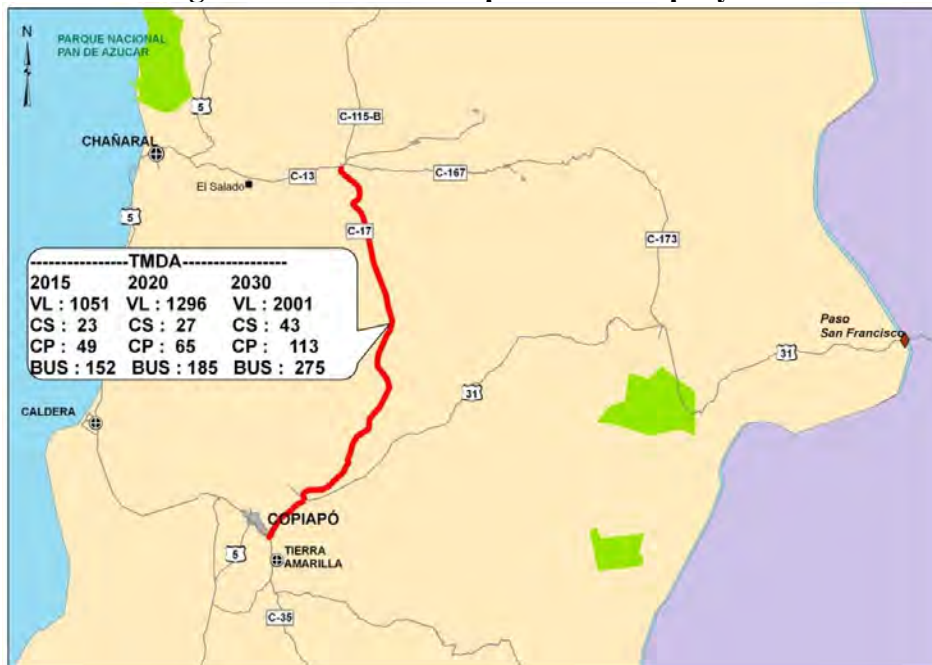 N
PARQUE NACIONAL
PAN DE AZUCAR
5
C-115-B
CHAÑARAL
El Salado
C-13
C-167
5
C-17
C-173
----------------TMDA-----------------
2015 2020 2030
VL : 1051 VL : 1296 VL : 2001
CS : 23 CS : 27 CS : 43
CP : 49 CP : 65 CP : 113
BUS : 152 BUS : 185 BUS : 275
Paso
San Francisco
31
31
CALDERA
COPIAPÓ
5
TIERRA
AMARILLA
C-35